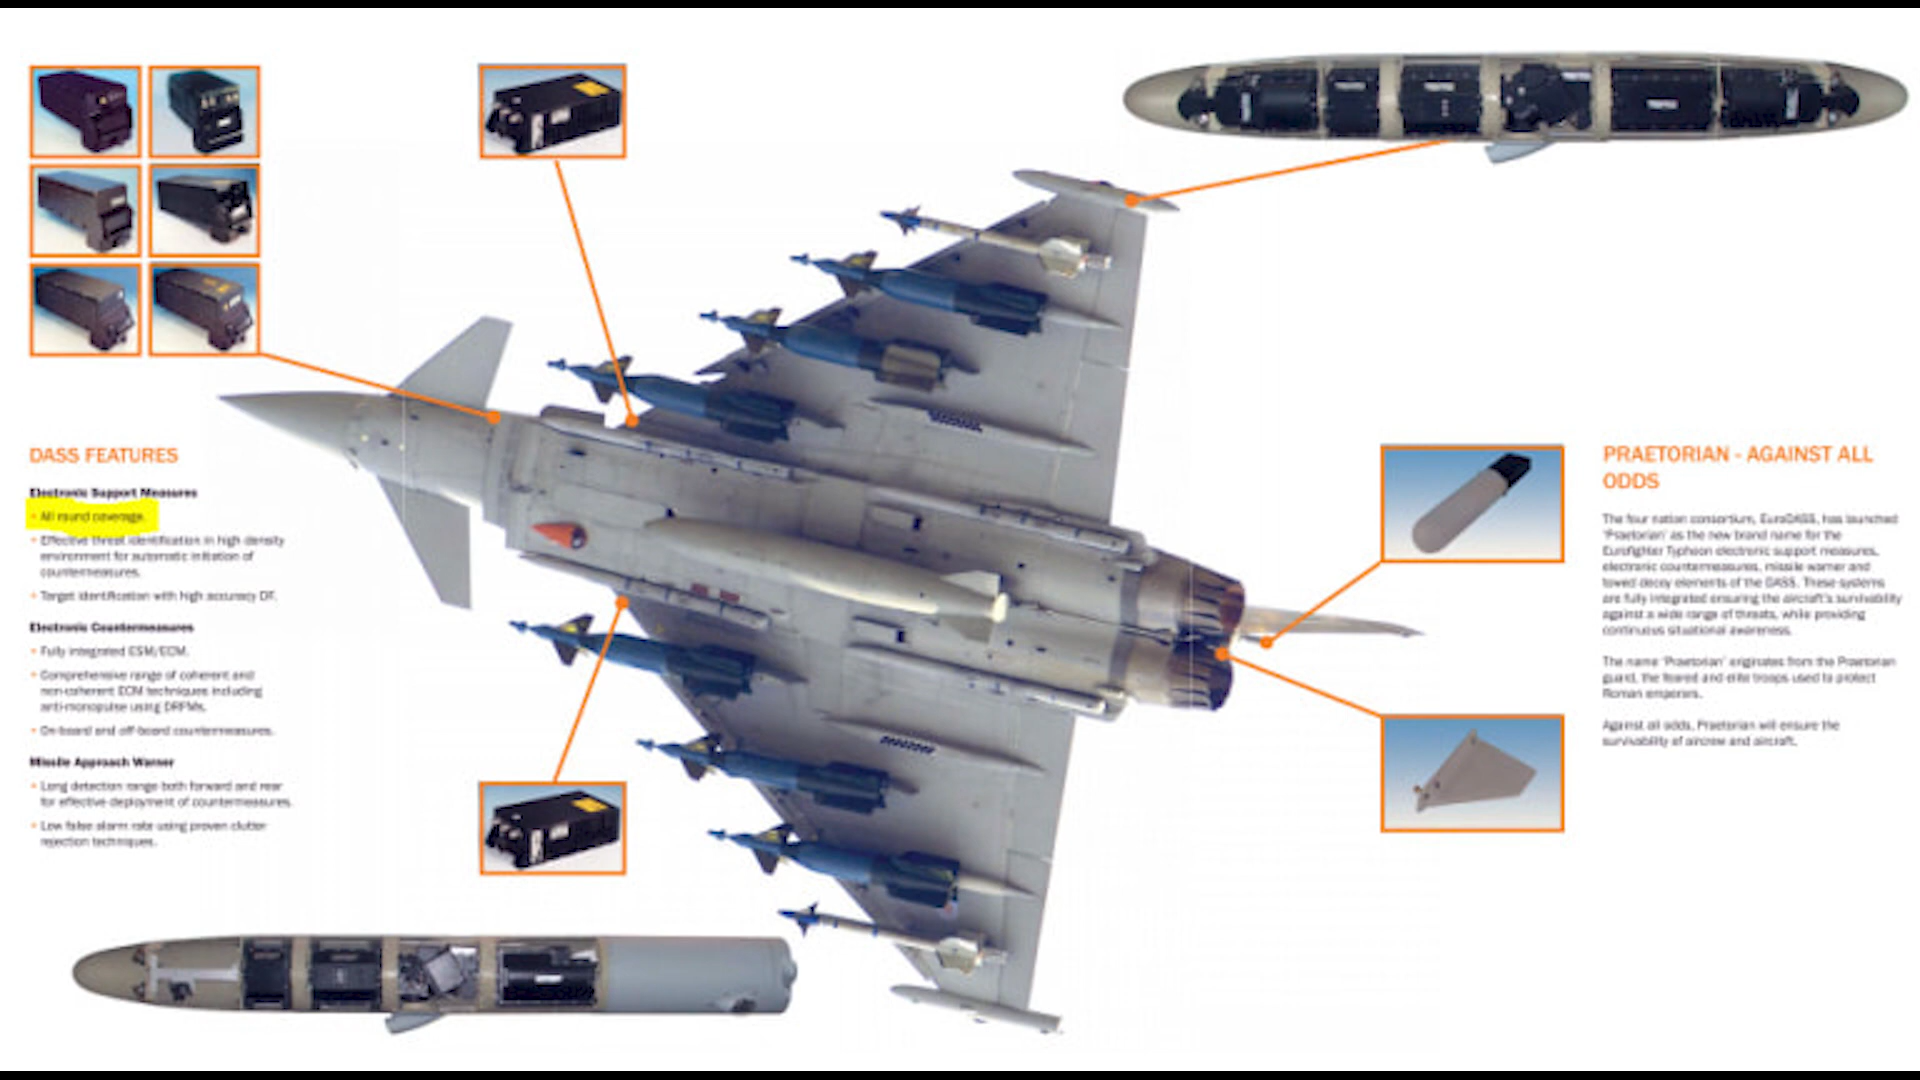 DASS FEATURES
Electronic Support Measures
• All round coverage.
• Effective threat identification in high density
environment for automatic initiation of
countermeasures.
• Target identification with high accuracy DF.
Electronic Countermeasures
• Fully integrated ESM/ECM.
• Comprehensive range of coherent and
non-coherent ECM techniques including
anti-monopulse using DRFMs.
• On-board and off-board countermeasures.
Missile Approach Warner
• Long detection range both forward and rear
for effective deployment of countermeasures.
• Low false alarm rate using proven clutter
rejection techniques.
PRAETORIAN - AGAINST ALL
ODDS
The four nation consortium, EuroDASS, has launched
'Praetorian' as the new brand name for the
Eurofighter Typhoon electronic support measures,
electronic countermeasures, missile warner and
towed decoy elements of the DASS. These systems
are fully integrated ensuring the aircraft's survivability
against a wide range of threats, while providing
continuous situational awareness.
The name 'Praetorian' originates from the Praetorian
guard, the feared and elite troops used to protect
Roman emperors.
Against all odds, Praetorian will ensure the
survivability of aircrew and aircraft.